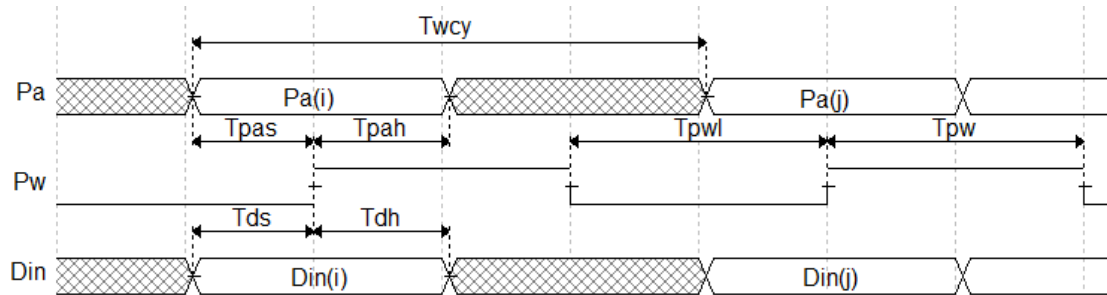 Twcy
Pa Pa(i) Pa(j)
Tpas Tpah Tpwl Tpw
Pw
Tds Tdh
Din Din(i) Din(j)